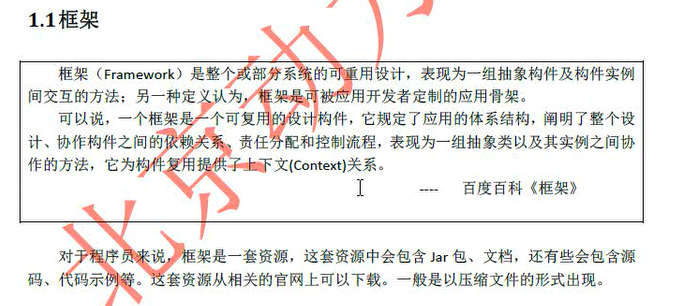 1.1框架
框架（Framework）是整个或部分系统的可重用设计，表现为一组抽象构件及构件实例
间交互的方法；另一种定义认为，框架是可被应用开发者定制的应用骨架。
可以说，一个框架是一个可复用的设计构件，它规定了应用的体系结构，阐明了整个设
计、协作构件之间的依赖关系、责任分配和控制流程，表现为一组抽象类以及其实例之间协
作的方法，它为构件复用提供了上下文(Context)关系。
---- 百度百科《框架》
对于程序员来说，框架是一套资源，这套资源中会包含 Jar 包、文档，还有些会包含源
码、代码示例等。这套资源从相关的官网上可以下载。一般是以压缩文件的形式出现。
北京动力